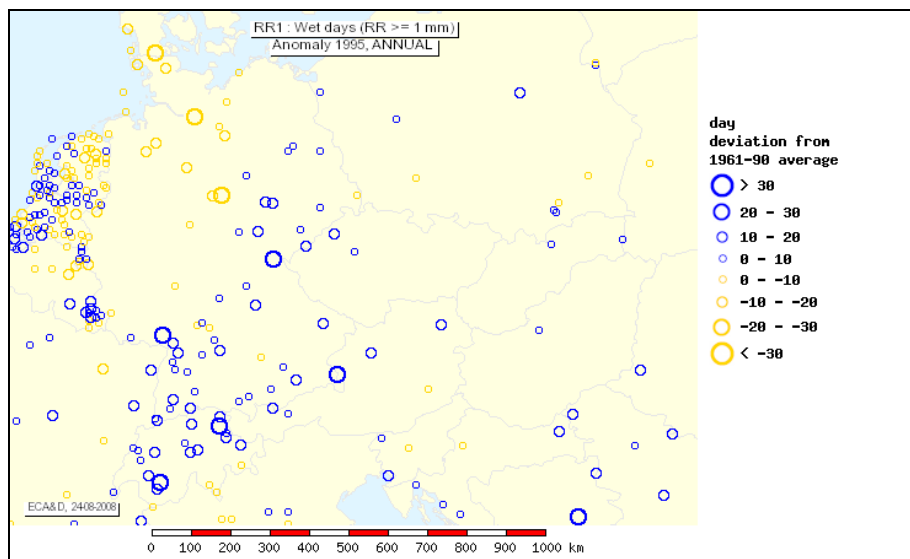 RR1 : Wet days (RR >= 1 mm)
Anomaly 1995, ANNUAL
day
deviation from
1961-90 average
> 30
20 - 30
10 - 20
0 - 10
0 - -10
-10 - -20
-20 - -30
< -30
ECA&D, 24-08-2008
0 100 200 300 400 500 600 700 800 900 1000 km